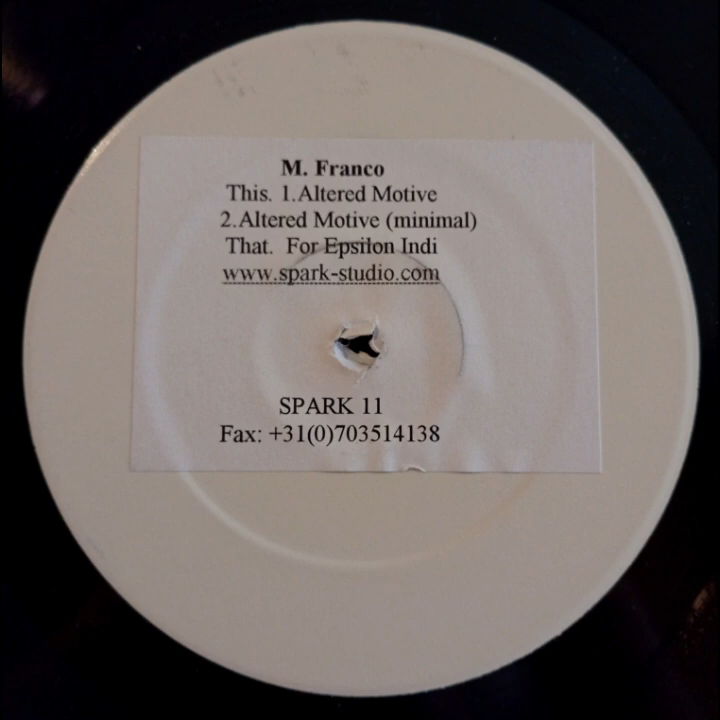 M. Franco
This. 1.Altered Motive
2.Altered Motive (minimal)
That.  For Epsilon Indi
www.spark-studio.com
SPARK 11
Fax: +31(0)703514138